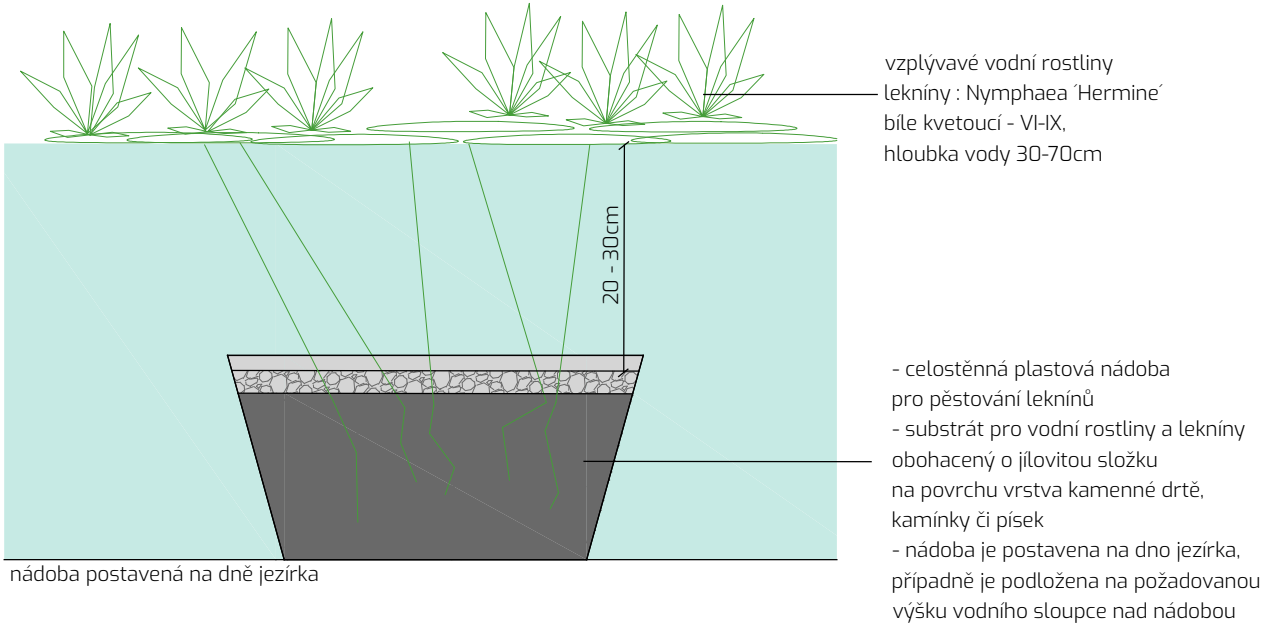 vzplývavé vodní rostliny
lekníny : Nymphaea ´Hermine´
bíle kvetoucí - VI-IX,
hloubka vody 30-70cm
20 - 30cm
- celostěnná plastová nádoba
pro pěstování leknínů
- substrát pro vodní rostliny a lekníny
obohacený o jílovitou složku
na povrchu vrstva kamenné drtě,
kamínky či písek
- nádoba je postavena na dno jezírka,
případně je podložena na požadovanou
výšku vodního sloupce nad nádobou
nádoba postavená na dně jezírka